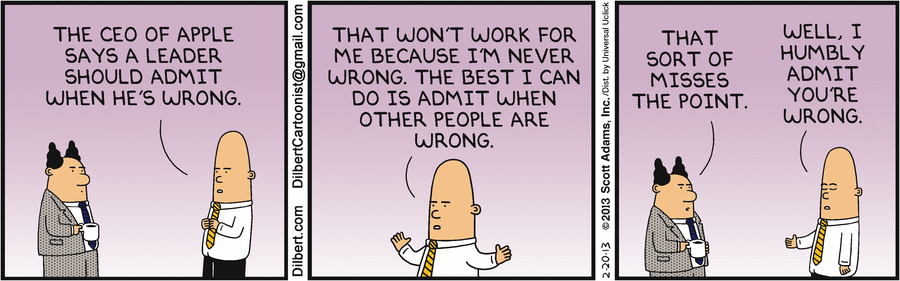 THE CEO OF APPLE
SAYS A LEADER
SHOULD ADMIT
WHEN HE'S WRONG.
Dilbert.com DilbertCartoonist@gmail.com
THAT WON'T WORK FOR
ME BECAUSE I'M NEVER
WRONG. THE BEST I CAN
DO IS ADMIT WHEN
OTHER PEOPLE ARE
WRONG.
2-20-13 ©2013 Scott Adams, Inc. /Dist. by Universal Uclick
THAT
SORT OF
MISSES
THE POINT.
WELL, I
HUMBLY
ADMIT
YOU'RE
WRONG.